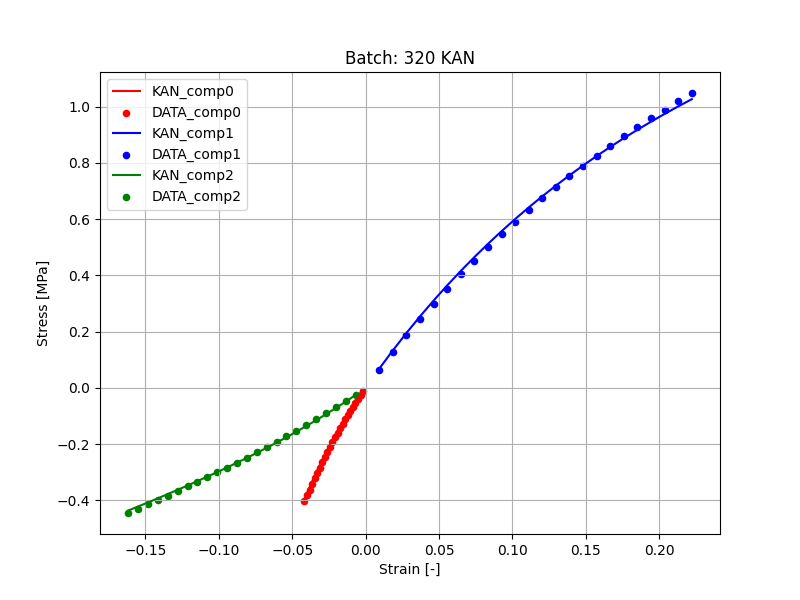 Batch: 320 KAN
KAN_comp0
DATA_comp0
KAN_comp1
DATA_comp1
KAN_comp2
DATA_comp2
Stress [MPa]
1.0
0.8
0.6
0.4
0.2
0.0
−0.2
−0.4
−0.15 −0.10 −0.05 0.00 0.05 0.10 0.15 0.20
Strain [-]